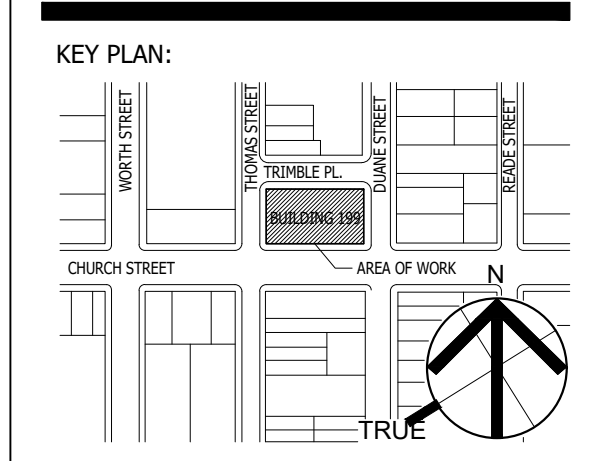 KEY PLAN:
WORTH STREET
THOMAS STREET
DUANE STREET
READE STREET
TRIMBLE PL.
BUILDING 199
CHURCH STREET
AREA OF WORK
N
TRUE